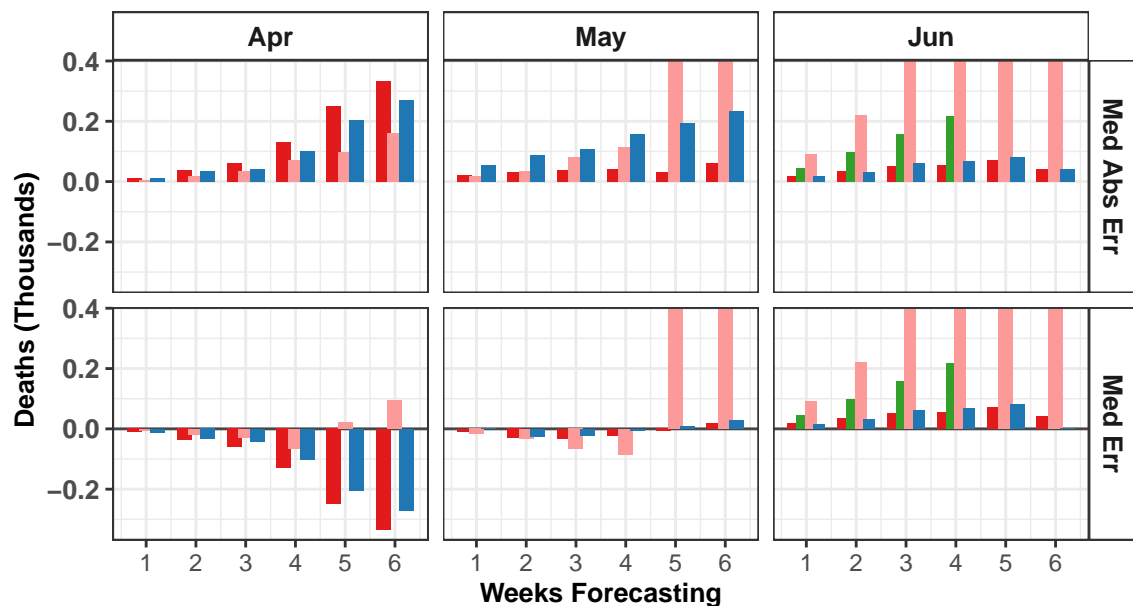 Apr May Jun
Deaths (Thousands)
0.4
0.2
0.0
−0.2
Med Abs Err
0.4
0.2
0.0
−0.2
Med Err
1 2 3 4 5 6 1 2 3 4 5 6 1 2 3 4 5 6
Weeks Forecasting